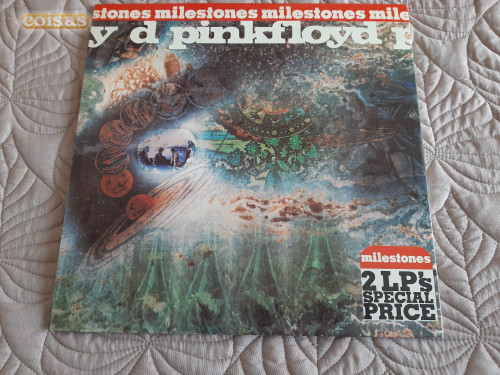 coisas
stones milestones milestones mile
y d pinkfloyd p
milestones
2 LP's
SPECIAL
PRICE